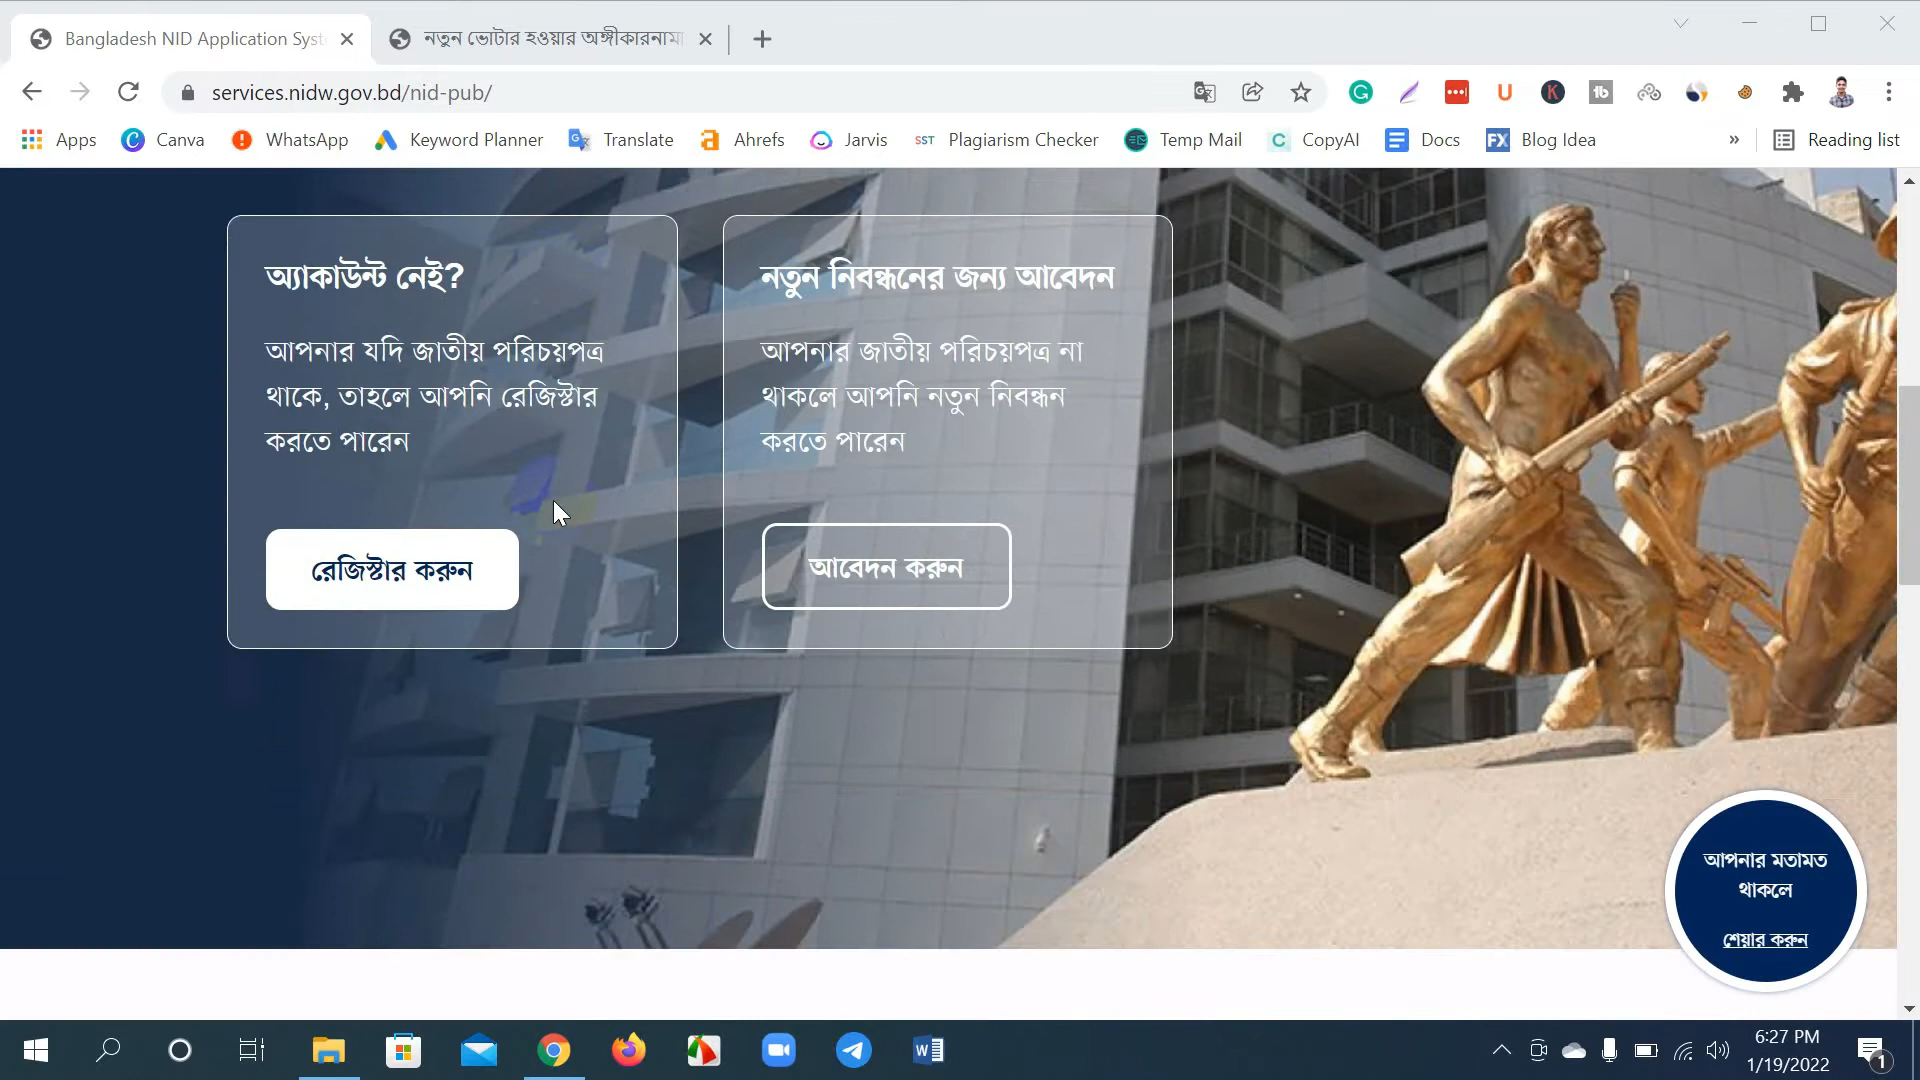 Bangladesh NID Application Syst
নতুন ভোটার হওয়ার অঙ্গীকারনামা
services.nidw.gov.bd/nid-pub/
Apps
Canva
WhatsApp
Keyword Planner
Translate
Ahrefs
Jarvis
SST
Plagiarism Checker
Temp Mail
CopyAI
Docs
FX
Blog Idea
»
Reading list
অ্যাকাউন্ট নেই?
আপনার যদি জাতীয় পরিচয়পত্র
থাকে, তাহলে আপনি রেজিস্টার
করতে পারেন
রেজিস্টার করুন
নতুন নিবন্ধনের জন্য আবেদন
আপনার জাতীয় পরিচয়পত্র না
থাকলে আপনি নতুন নিবন্ধন
করতে পারেন
আবেদন করুন
আপনার মতামত
থাকলে
শেয়ার করুন
6:27 PM
1/19/2022
1